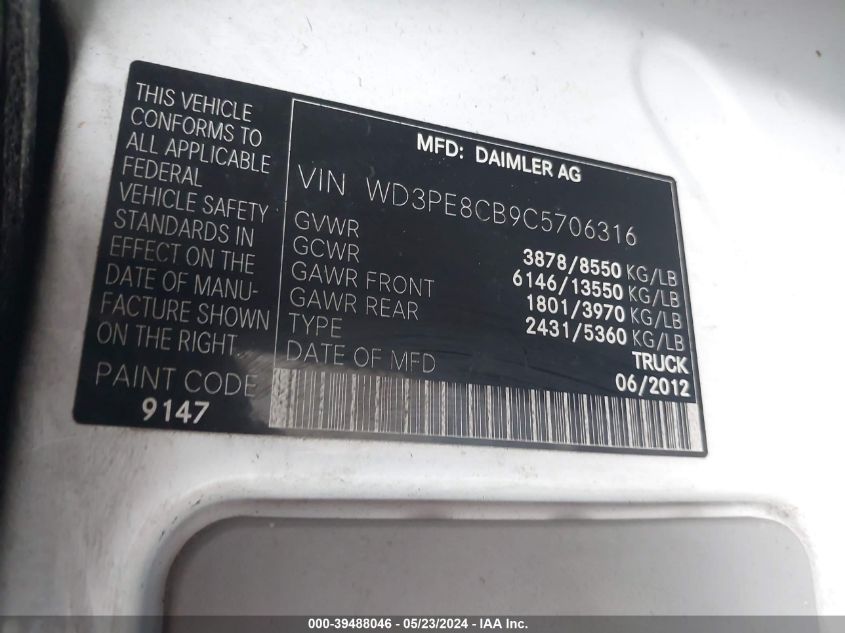 THIS VEHICLE
CONFORMS TO
ALL APPLICABLE
FEDERAL
VEHICLE SAFETY
STANDARDS IN
EFFECT ON THE
DATE OF MANU-
FACTURE SHOWN
ON THE RIGHT.
PAINT CODE
9147
MFD: DAIMLER AG
VIN WD3PE8CB9C5706316
GVWR 3878/8550 KG/LB
GCWR 6146/13550 KG/LB
GAWR FRONT 1801/3970 KG/LB
GAWR REAR 2431/5360 KG/LB
TYPE TRUCK
DATE OF MFD 06/2012
000-39488046 - 05/23/2024 - IAA Inc.